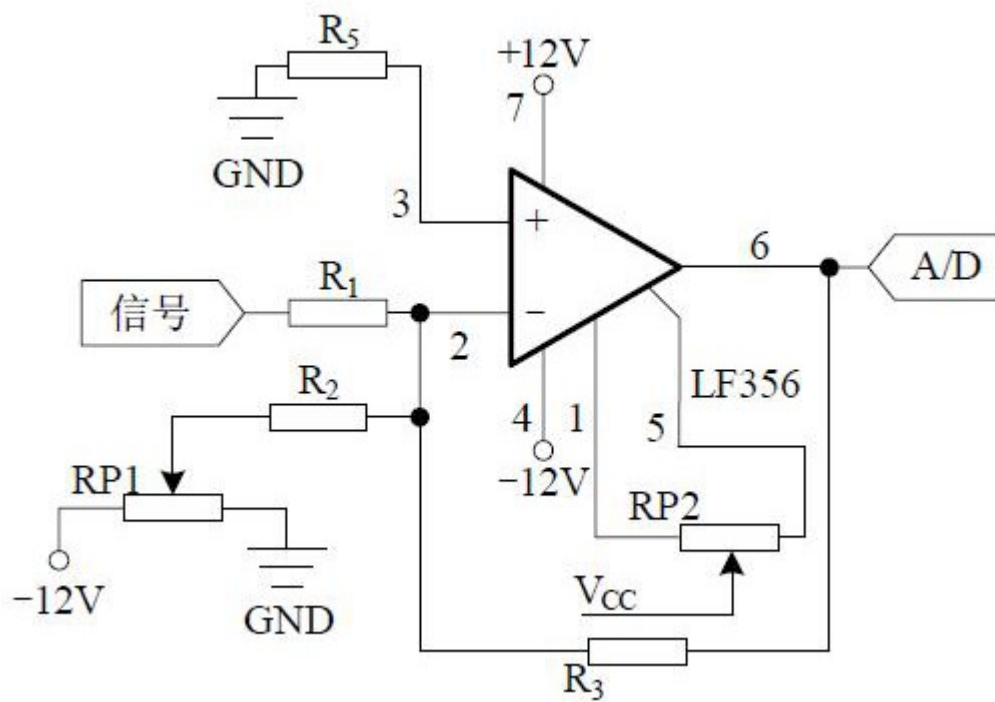 R5
+12V
7
GND
3
+
6
A/D
信号
R1
2
−
R2
4
1
5
LF356
RP1
−12V
RP2
−12V
GND
VCC
R3